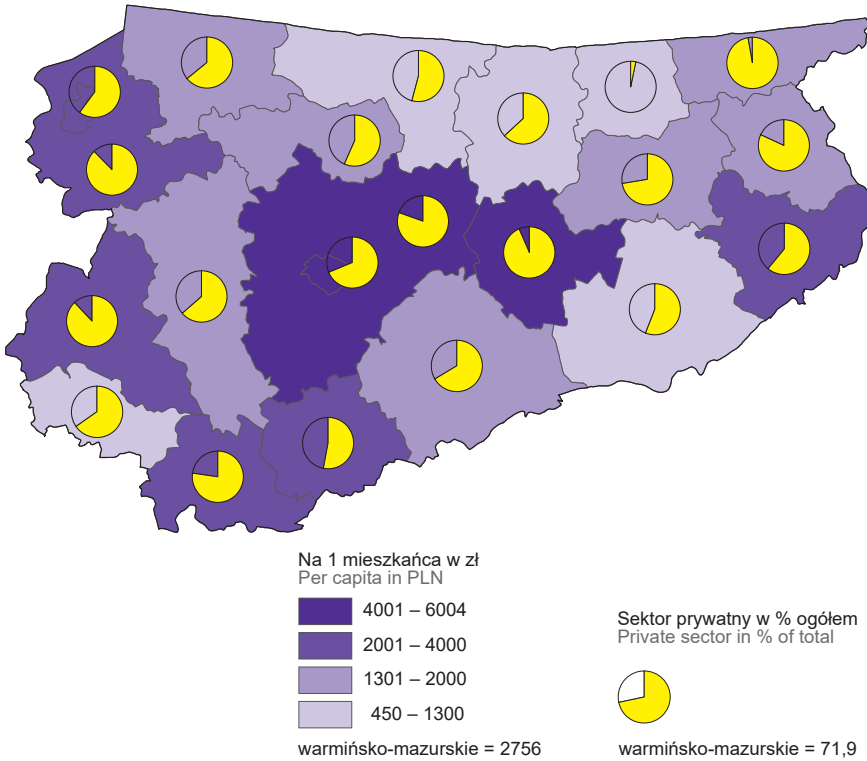 Na 1 mieszkańca w zł
Per capita in PLN
4001 – 6004
2001 – 4000
1301 – 2000
450 – 1300
warmińsko-mazurskie = 2756
Sektor prywatny w % ogółem
Private sector in % of total
warmińsko-mazurskie = 71,9